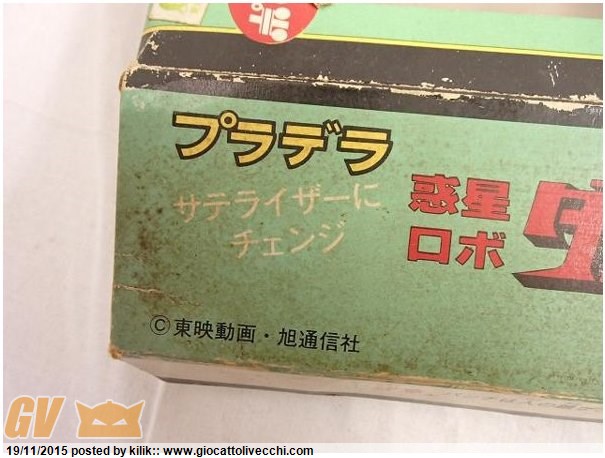 プラデラ
サテライザーに
チェンジ
惑星
ロボ
ダ
©東映動画・旭通信社
GV
19/11/2015 posted by kilik:: www.giocattolivecchi.com